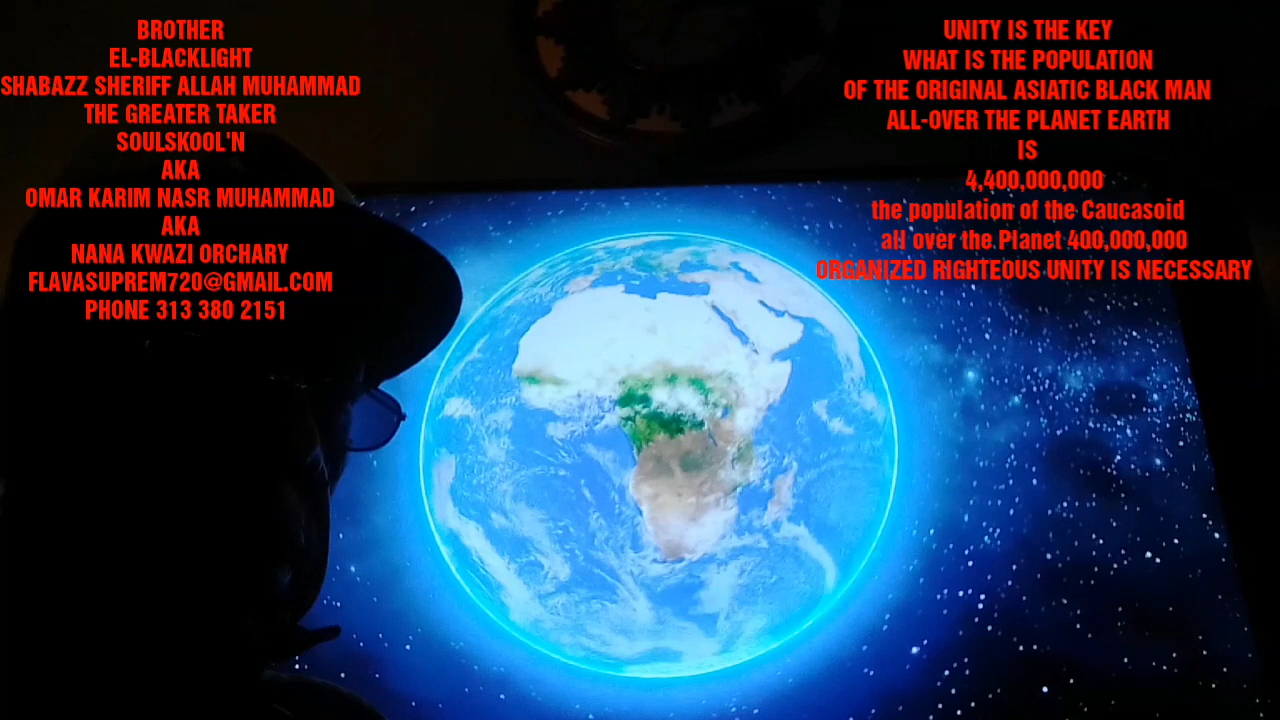 BROTHER
EL-BLACKLIGHT
SHABAZZ SHERIFF ALLAH MUHAMMAD
THE GREATER TAKER
SOULSKOOL'N
AKA
OMAR KARIM NASR MUHAMMAD
AKA
NANA KWAZI ORCHARY
FLAVASUPREM720@GMAIL.COM
PHONE 313 380 2151
UNITY IS THE KEY
WHAT IS THE POPULATION
OF THE ORIGINAL ASIATIC BLACK MAN
ALL-OVER THE PLANET EARTH
IS
4,400,000,000
the population of the Caucasoid
all over the Planet 400,000,000
ORGANIZED RIGHTEOUS UNITY IS NECESSARY